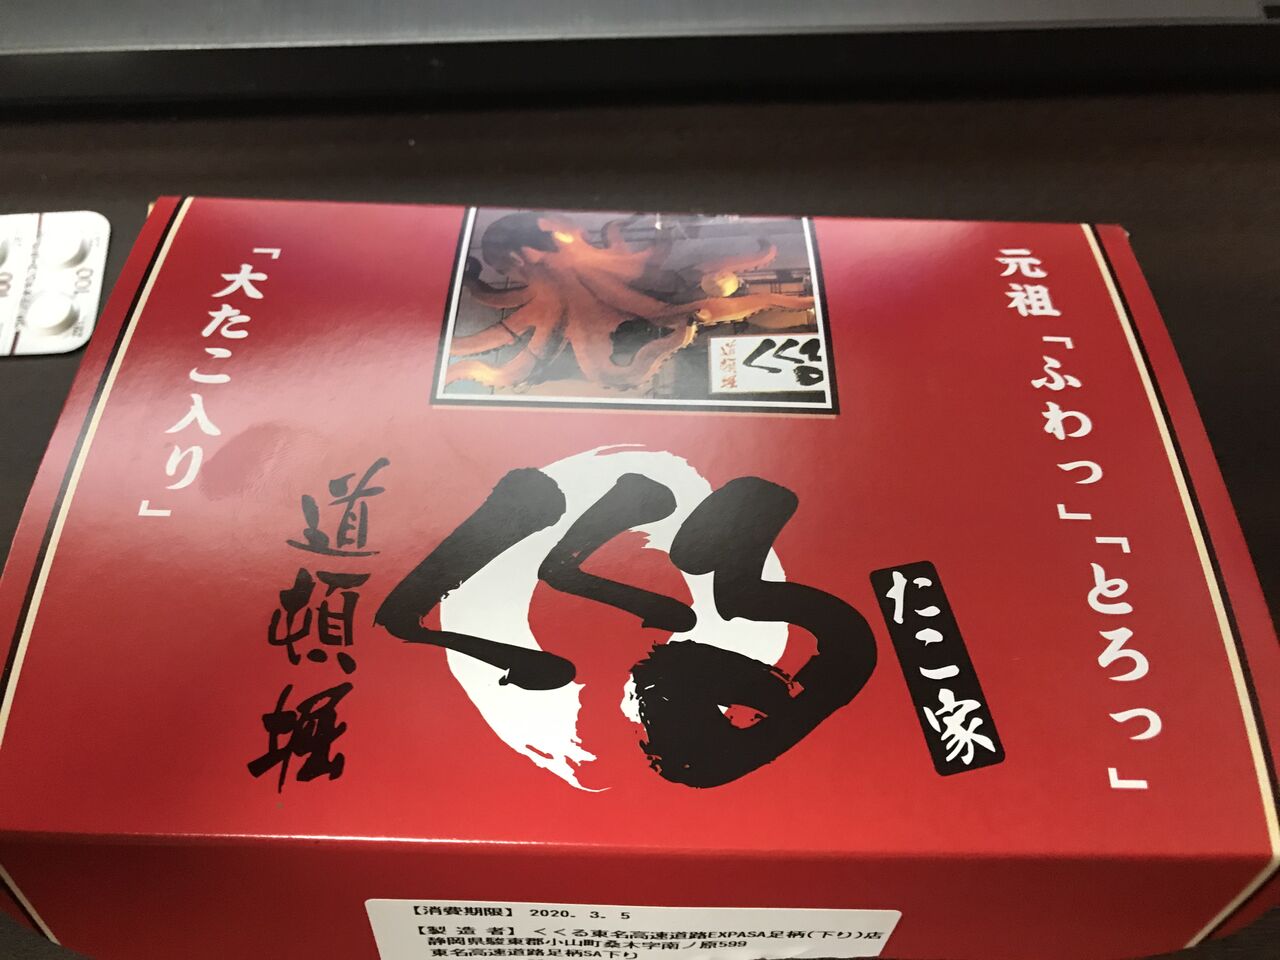 元祖「ふわっ」「とろっ」
たこ家
くくる
道頓堀
「大たこ入り」
くくる
【消費期限】 2020. 3. 5
【製造者】 くくる東名高速道路EXPASA足柄(下り)店
静岡県駿東郡小山町桑木字南ノ原599
東名高速道路足柄SA下り
100